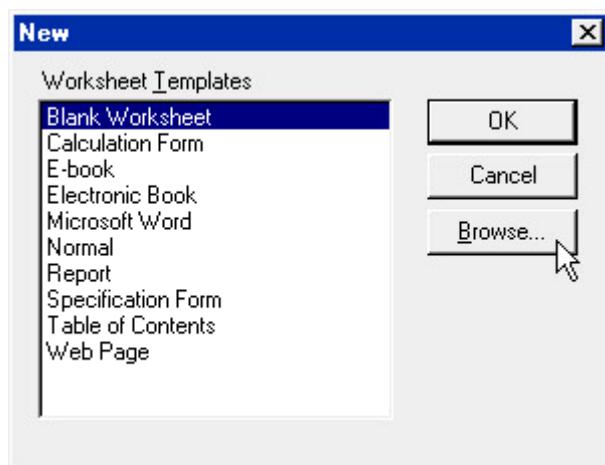 New
Worksheet Templates
Blank Worksheet
Calculation Form
E-book
Electronic Book
Microsoft Word
Normal
Report
Specification Form
Table of Contents
Web Page
OK
Cancel
Browse...